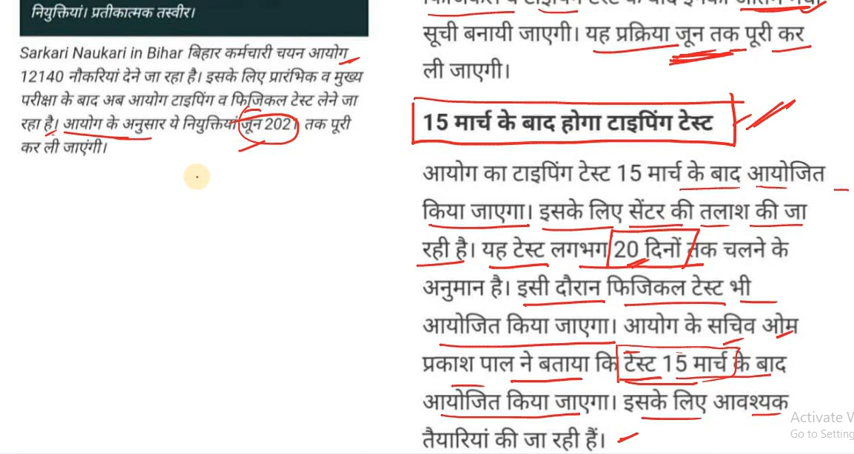 नियुक्तियां। प्रतीकात्मक तस्वीर।
Sarkari Naukari in Bihar बिहार कर्मचारी चयन आयोग
12140 नौकरियां देने जा रहा है। इसके लिए प्रारंभिक व मुख्य
परीक्षा के बाद अब आयोग टाइपिंग व फिजिकल टेस्ट लेने जा
रहा है। आयोग के अनुसार ये नियुक्तियां जून 2021 तक पूरी
कर ली जाएंगी।
सूची बनायी जाएगी। यह प्रक्रिया जून तक पूरी कर
ली जाएगी।
15 मार्च के बाद होगा टाइपिंग टेस्ट
आयोग का टाइपिंग टेस्ट 15 मार्च के बाद आयोजित
किया जाएगा। इसके लिए सेंटर की तलाश की जा
रही है। यह टेस्ट लगभग 20 दिनों तक चलने के
अनुमान है। इसी दौरान फिजिकल टेस्ट भी
आयोजित किया जाएगा। आयोग के सचिव ओम
प्रकाश पाल ने बताया कि टेस्ट 15 मार्च के बाद
आयोजित किया जाएगा। इसके लिए आवश्यक
तैयारियां की जा रही हैं।
Activate
Go to Setting